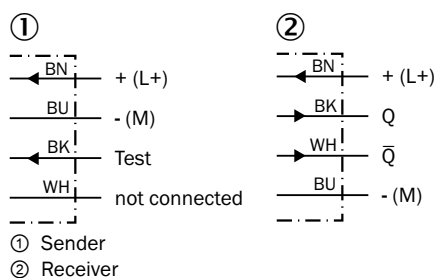 ① ②
BN + (L+)
BU - (M)
BK Test
WH not connected
BN + (L+)
BK Q
WH Q̅
BU - (M)
① Sender
② Receiver